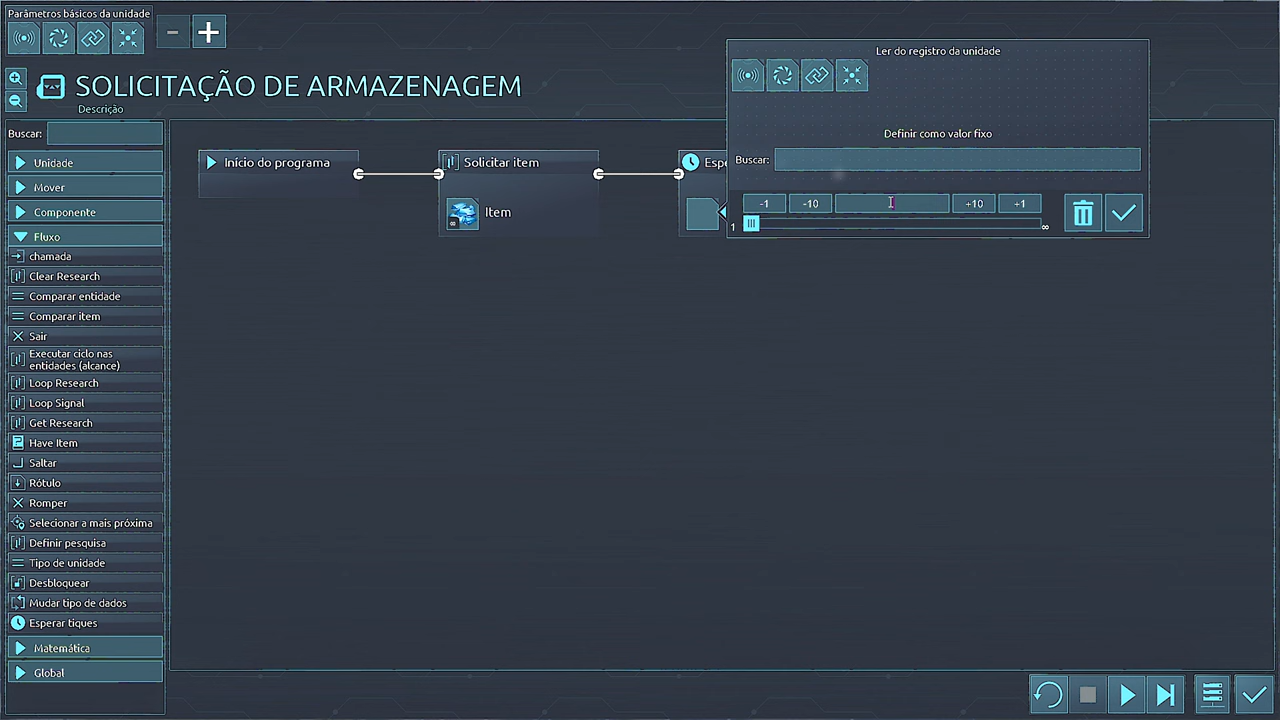 Parâmetros básicos da unidade
SOLICITAÇÃO DE ARMAZENAGEM
Descrição
Buscar:
Unidade
Mover
Componente
Fluxo
chamada
Clear Research
Comparar entidade
Comparar item
Sair
Executar ciclo nas
entidades (alcance)
Loop Research
Loop Signal
Get Research
Have Item
Saltar
Rótulo
Romper
Selecionar a mais próxima
Definir pesquisa
Tipo de unidade
Desbloquear
Mudar tipo de dados
Esperar tiques
Matemática
Global
Início do programa
Solicitar item
∞
Item
Espe
Ler do registro da unidade
Definir como valor fixo
Buscar:
-1 -10 +10 +1
1 ∞